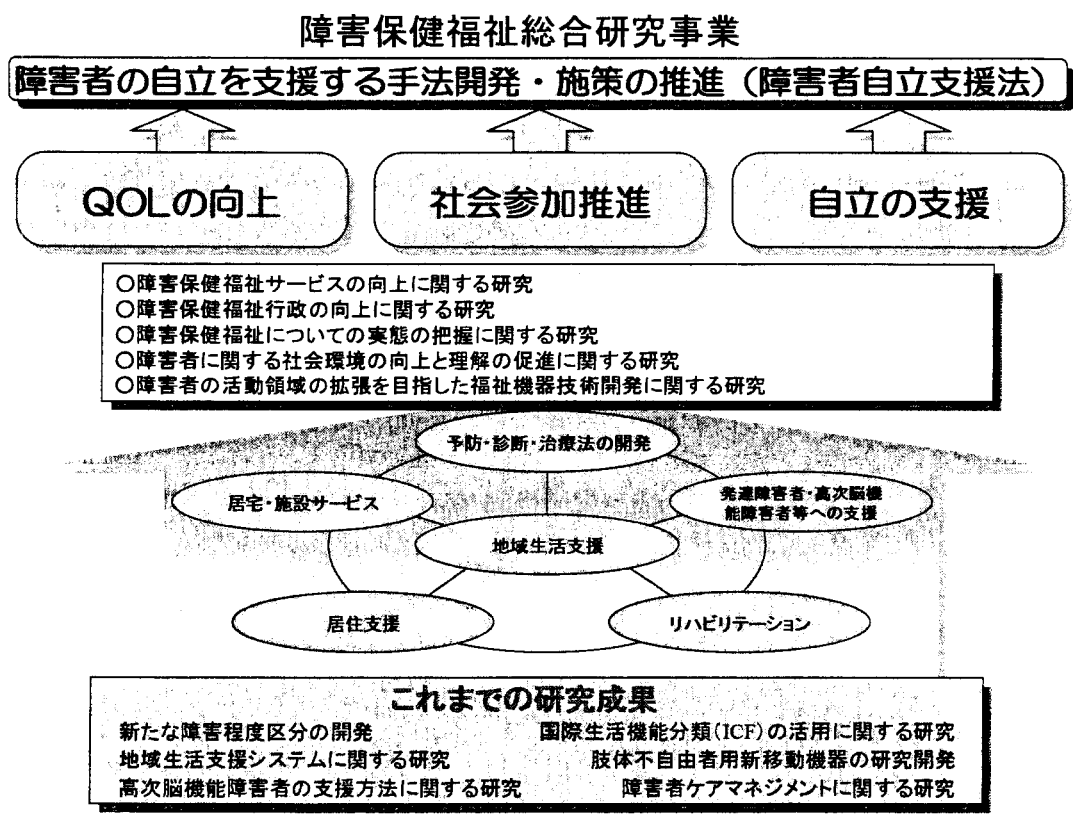 障害保健福祉総合研究事業
障害者の自立を支援する手法開発・施策の推進（障害者自立支援法）
QOLの向上
社会参加推進
自立の支援
○障害保健福祉サービスの向上に関する研究
○障害保健福祉行政の向上に関する研究
○障害保健福祉についての実態の把握に関する研究
○障害者に関する社会環境の向上と理解の促進に関する研究
○障害者の活動領域の拡張を目指した福祉機器技術開発に関する研究
予防・診断・治療法の開発
居宅・施設サービス
発達障害者・高次脳機
能障害者等への支援
地域生活支援
居住支援
リハビリテーション
これまでの研究成果
新たな障害程度区分の開発
国際生活機能分類(ICF)の活用に関する研究
地域生活支援システムに関する研究
肢体不自由者用新移動機器の研究開発
高次脳機能障害者の支援方法に関する研究
障害者ケアマネジメントに関する研究